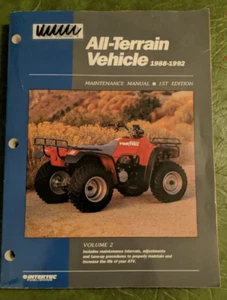 All-Terrain
Vehicle 1988-1992
MAINTENANCE MANUAL ★ 1ST EDITION
VOLUME 2
Includes maintenance intervals, adjustments
and tune-up procedures to properly maintain and
increase the life of your ATV.
INTERTEC